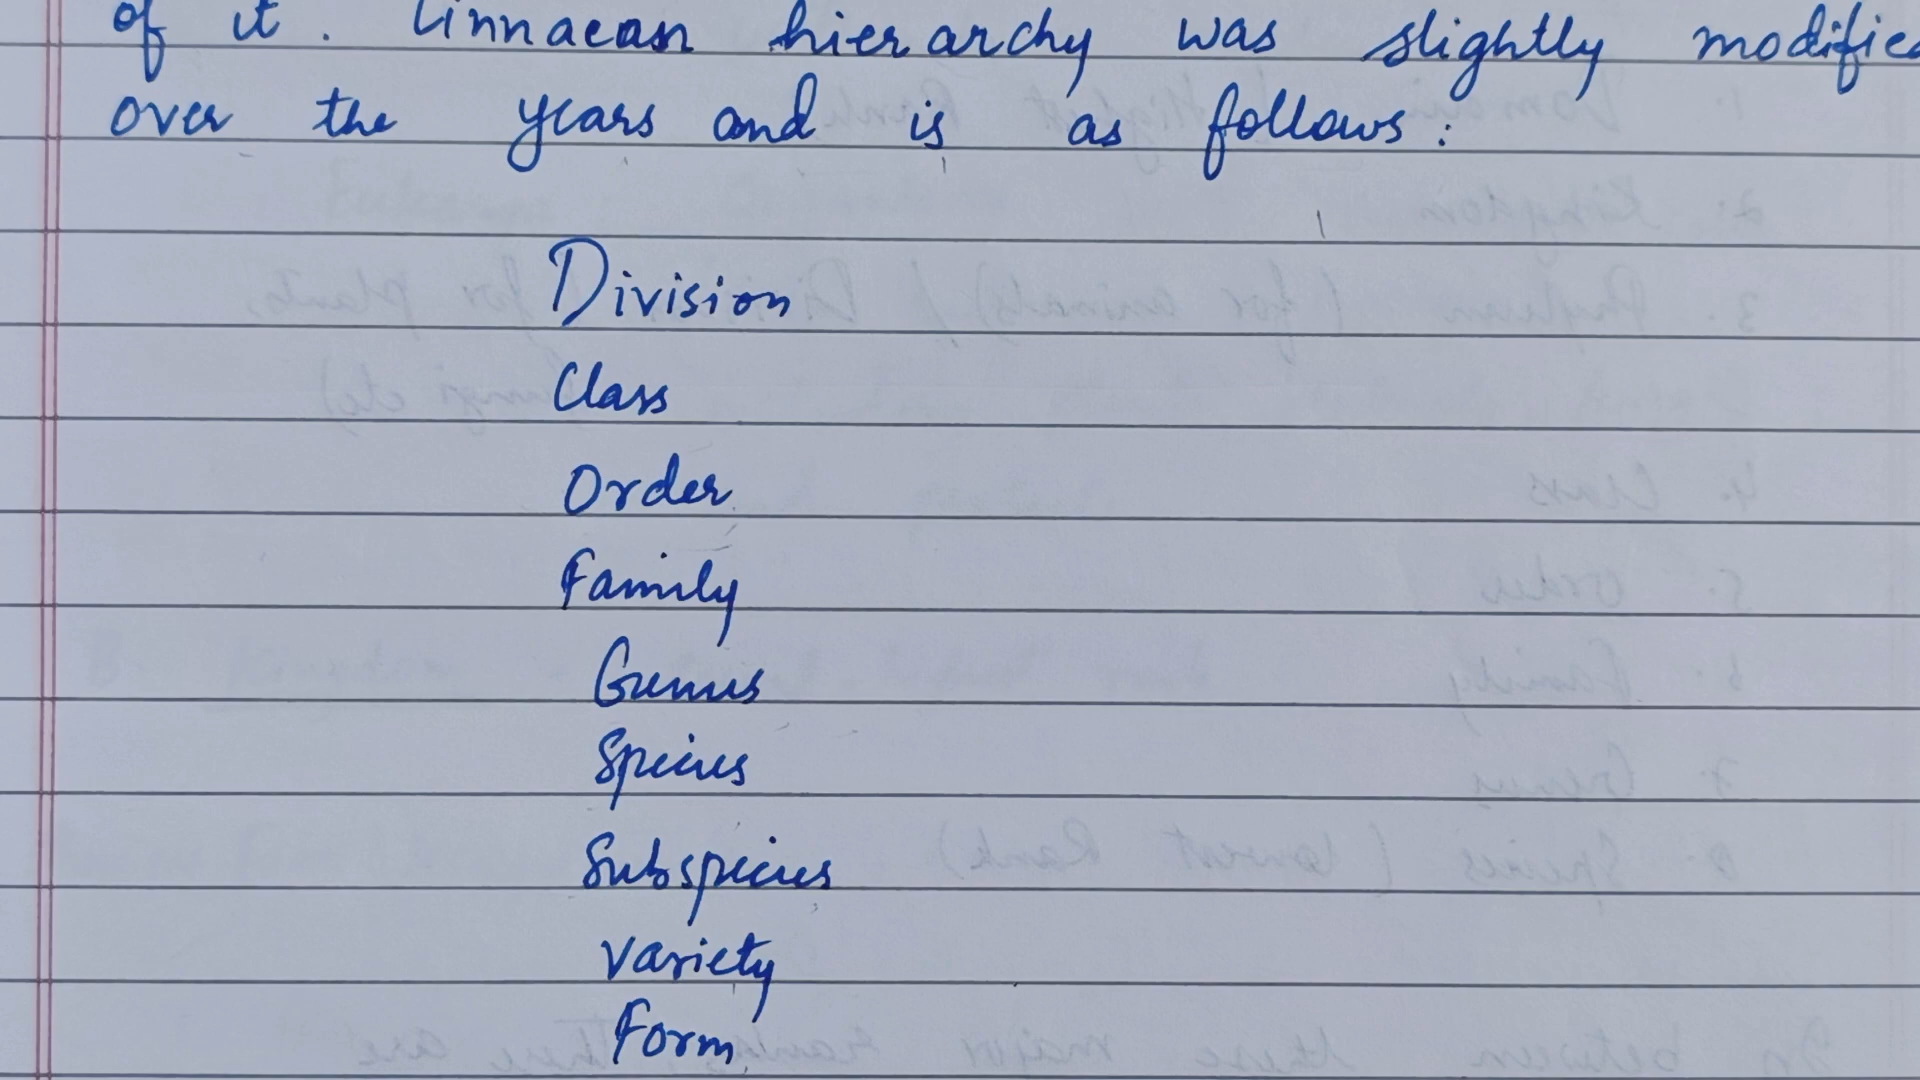 of it. Linnaean hierarchy was slightly modified
over the years and is as follows:
Division
Class
Order
Family
Genus
Species
Subspecies
Variety
Form